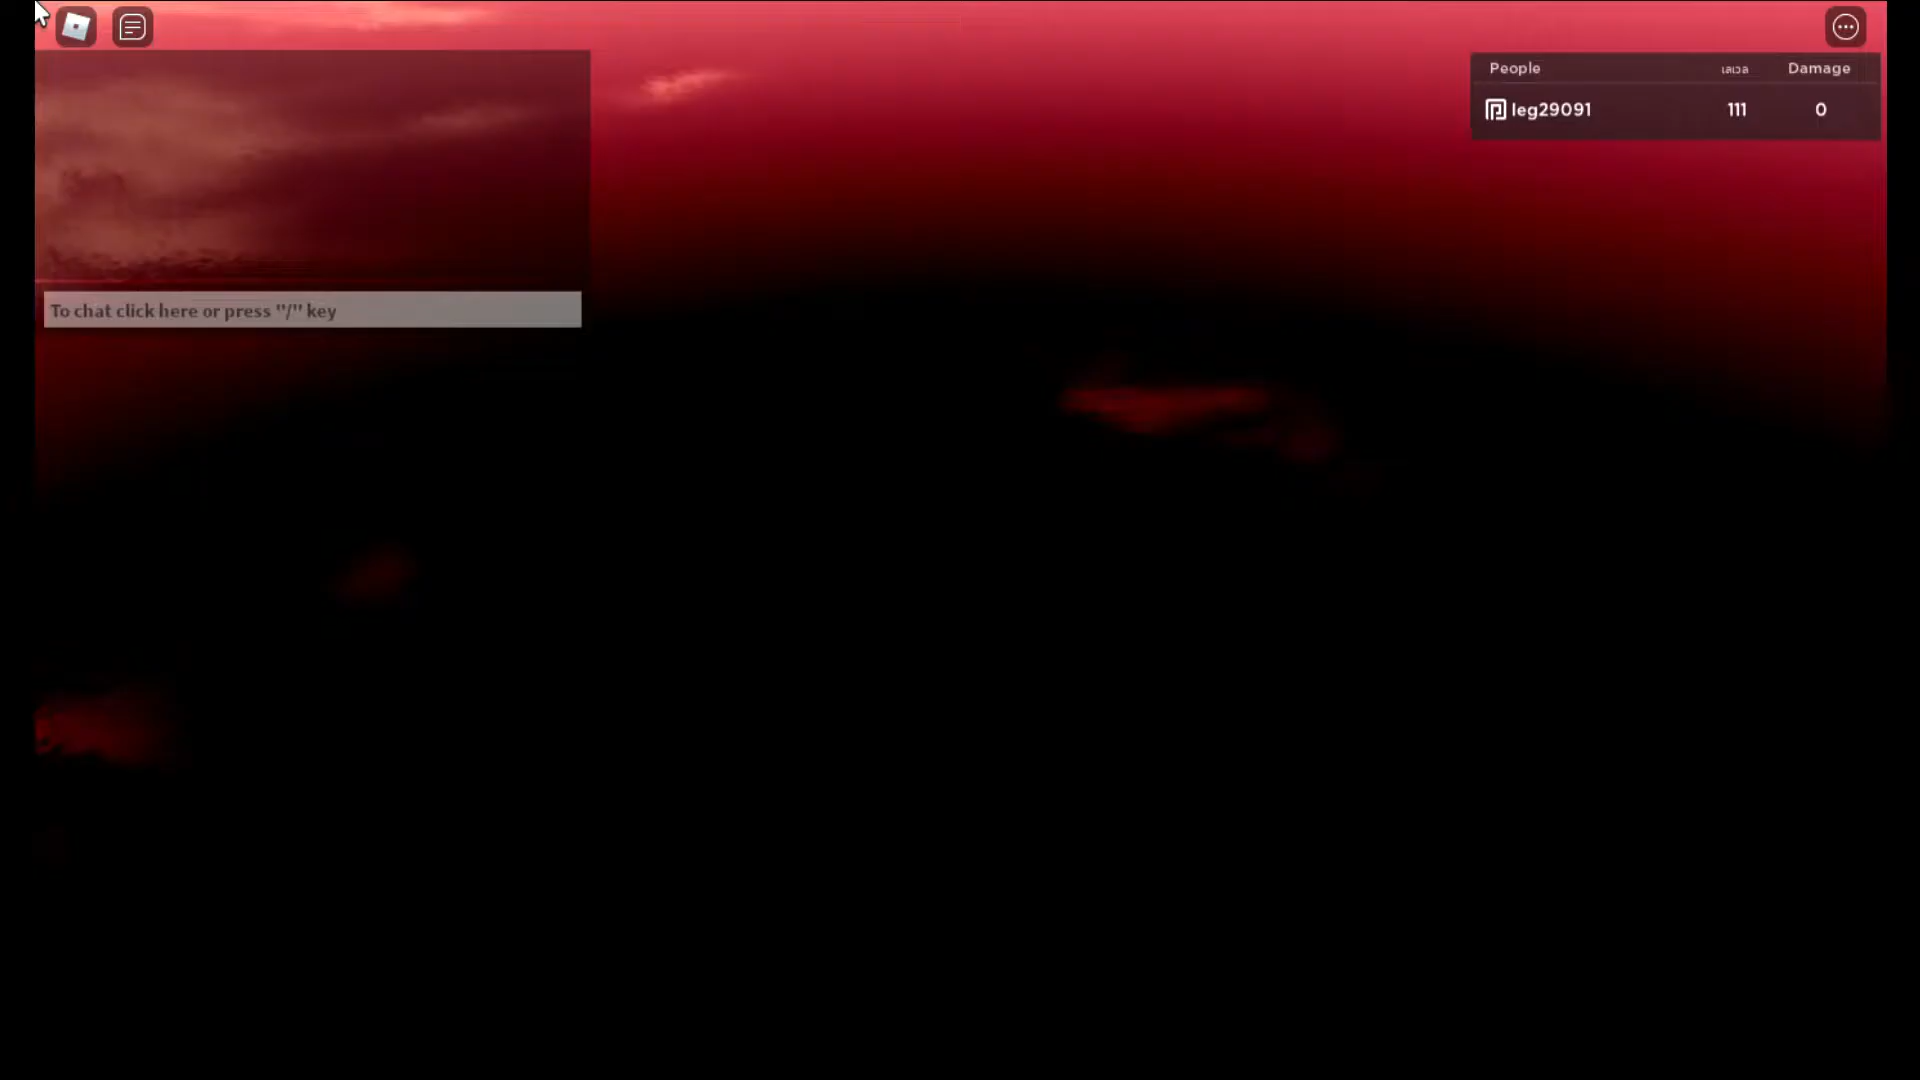 People เลเวล Damage
leg29091 111 0
To chat click here or press "/" key